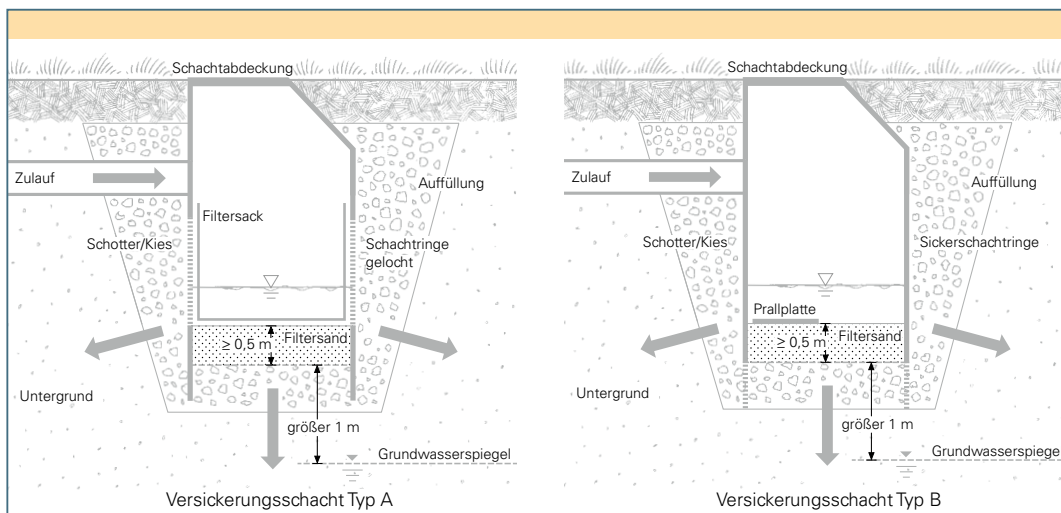 Schachtabdeckung
Zulauf
Auffüllung
Filtersack
Schotter/Kies
Schachtringe
gelocht
Filtersand
≥ 0,5 m
Untergrund
größer 1 m
Grundwasserspiegel
Versickerungsschacht Typ A
Schachtabdeckung
Zulauf
Auffüllung
Schotter/Kies
Sickerschachtringe
Prallplatte
Filtersand
≥ 0,5 m
Untergrund
größer 1 m
Grundwasserspiege
Versickerungsschacht Typ B